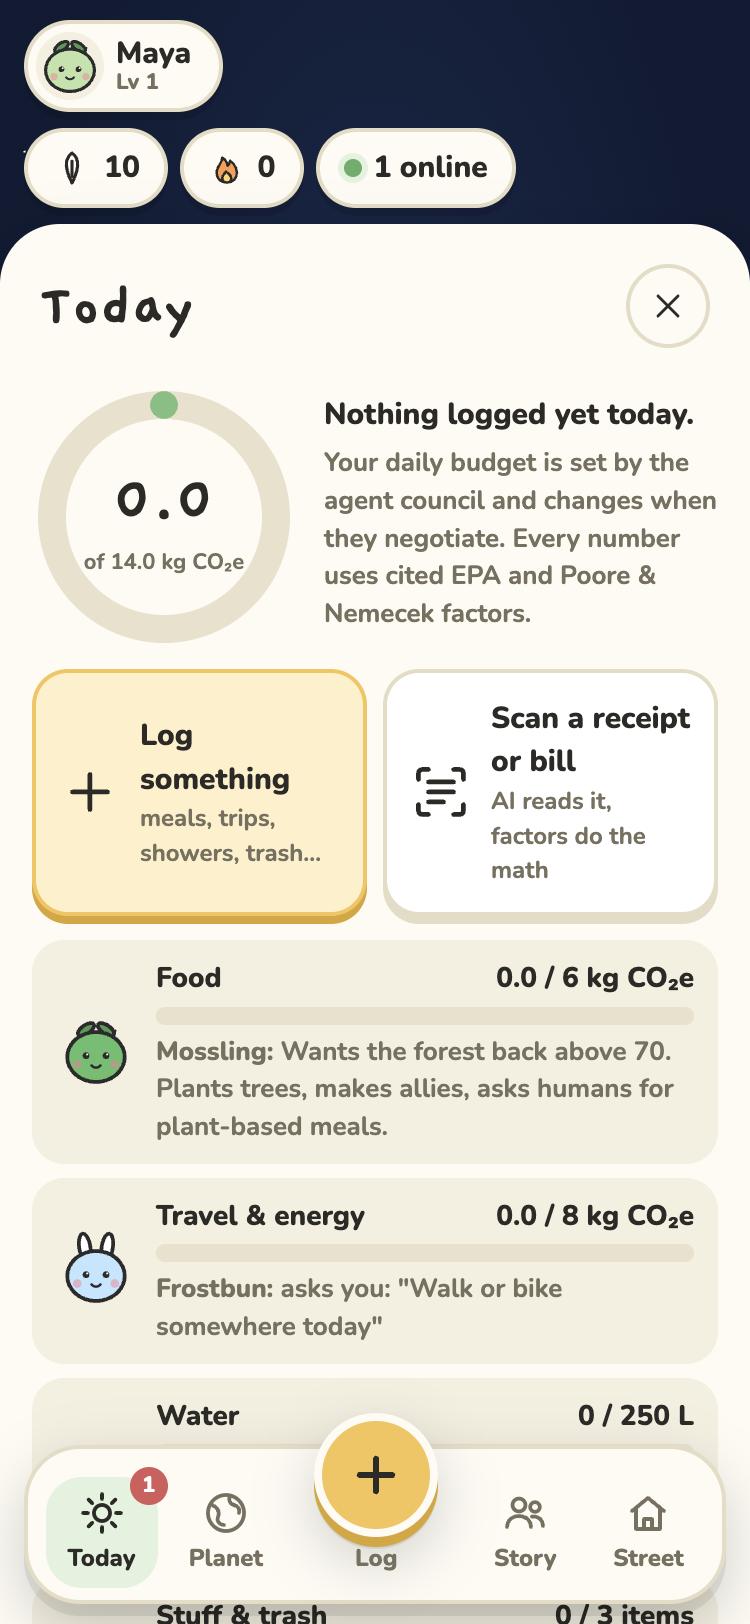 Maya
Lv 1
10
0
1 online
Today
0.0
of 14.0 kg CO₂e
Nothing logged yet today.
Your daily budget is set by the
agent council and changes when
they negotiate. Every number
uses cited EPA and Poore &
Nemecek factors.
Log
something
meals, trips,
showers, trash...
Scan a receipt
or bill
AI reads it,
factors do the
math
Food
0.0 / 6 kg CO₂e
Mossling: Wants the forest back above 70.
Plants trees, makes allies, asks humans for
plant-based meals.
Travel & energy
0.0 / 8 kg CO₂e
Frostbun: asks you: "Walk or bike
somewhere today"
Water
0 / 250 L
1
Today
Planet
Log
Story
Street
Stuff & trash
0 / 3 items